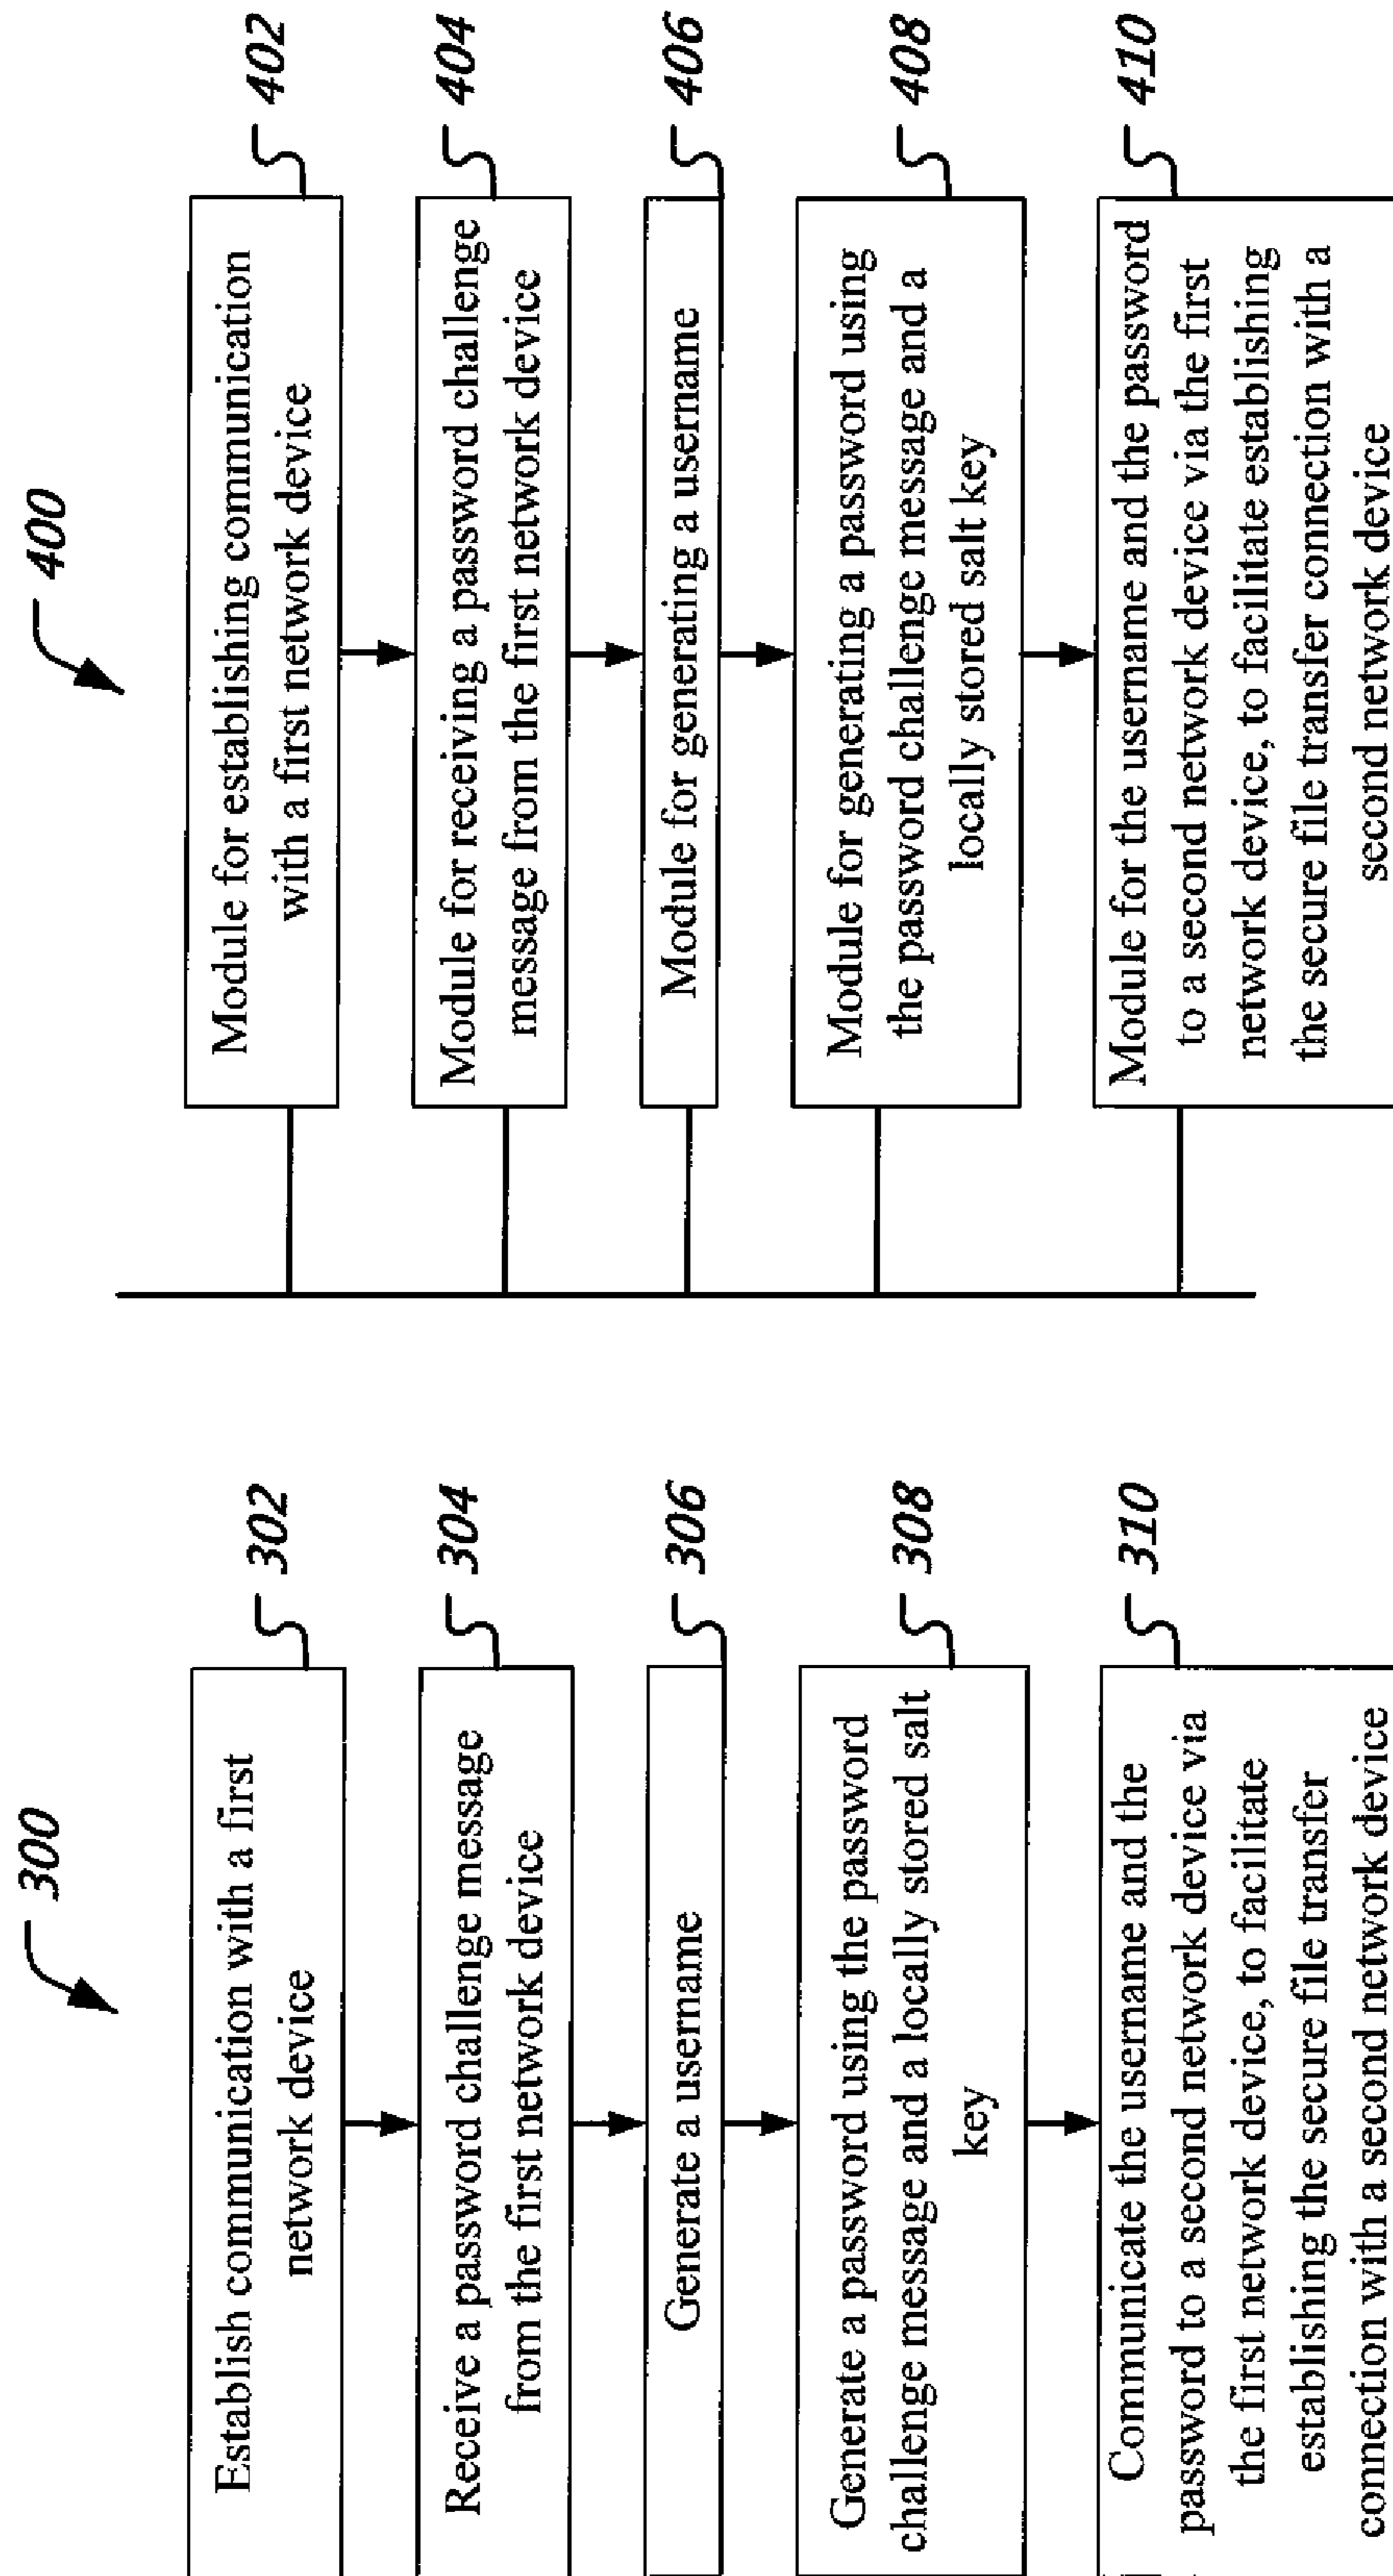 300
Establish communication with a first
network device
302
Receive a password challenge message
from the first network device
304
Generate a username
306
Generate a password using the password
challenge message and a locally stored salt
key
308
Communicate the username and the
password to a second network device via
the first network device, to facilitate
establishing the secure file transfer
connection with a second network device
310
400
Module for establishing communication
with a first network device
402
Module for receiving a password challenge
message from the first network device
404
Module for generating a username
406
Module for generating a password using
the password challenge message and a
locally stored salt key
408
Module for the username and the password
to a second network device via the first
network device, to facilitate establishing
the secure file transfer connection with a
second network device
410